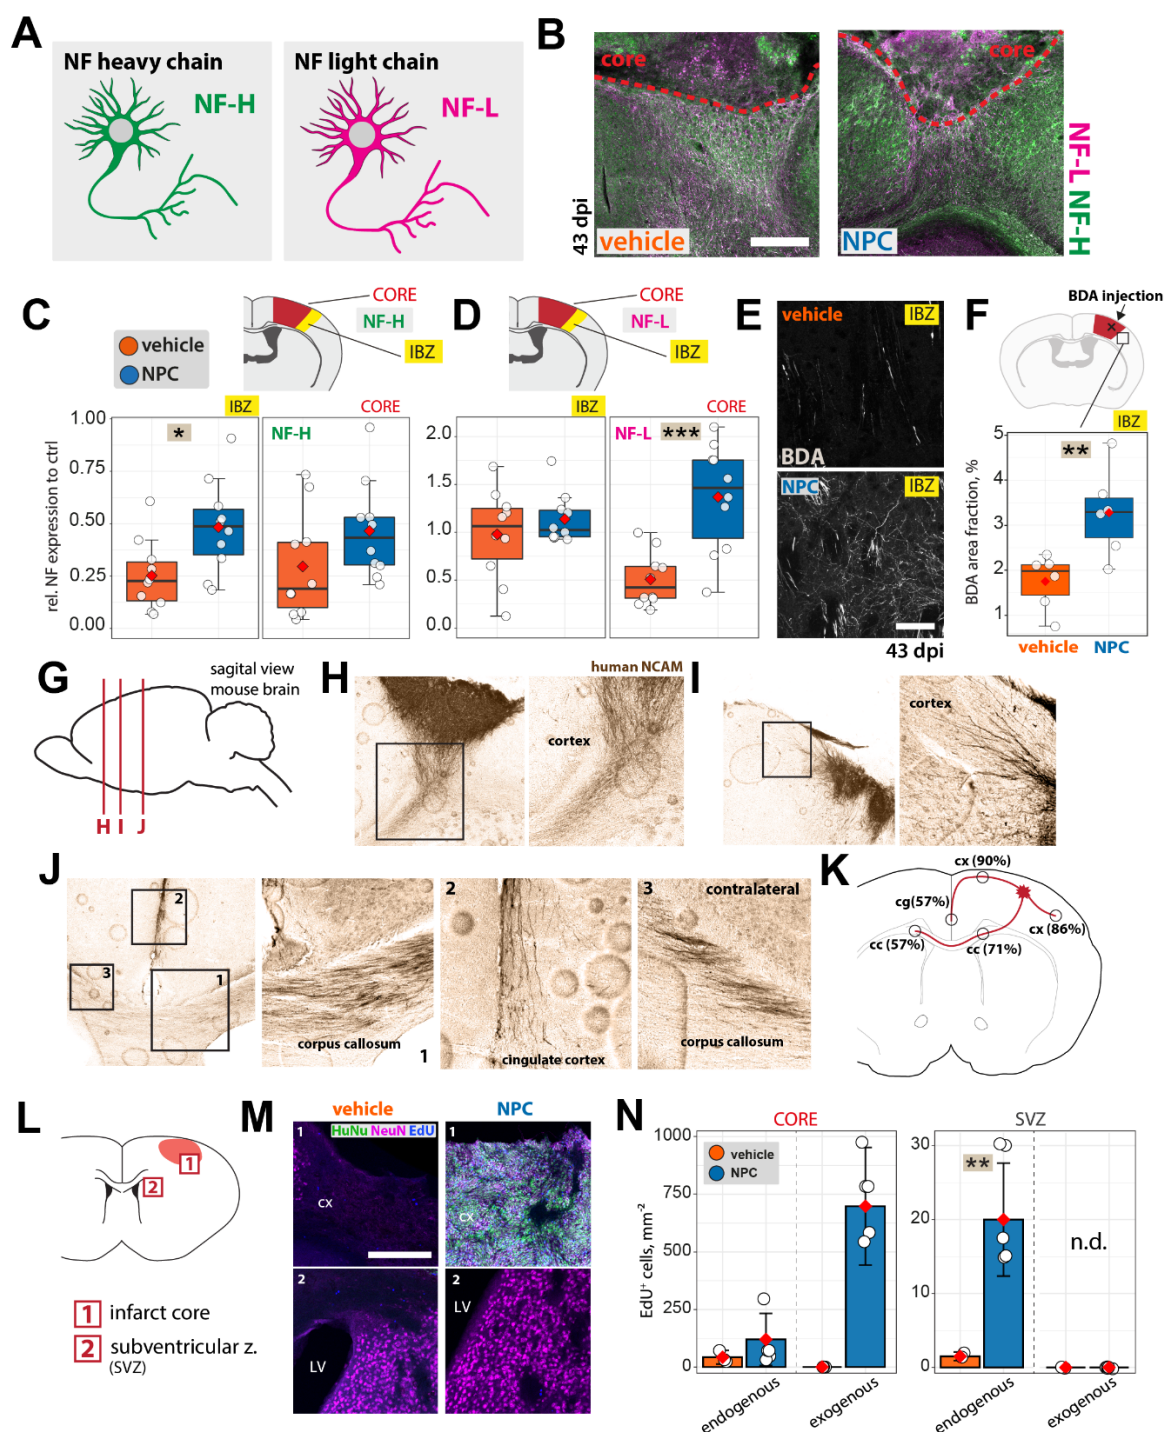 A
NF heavy chain
NF-H
NF light chain
NF-L
B
core
core
43 dpi
vehicle
NPC
NF-L NF-H
C
CORE
NF-H
IBZ
vehicle
NPC
D
CORE
NF-L
IBZ
rel. NF expression to ctrl
1.00
0.75
0.50
0.25
0.00
IBZ
*
CORE
NF-H
2.0
1.5
1.0
0.5
0.0
IBZ
CORE
NF-L
***
E
vehicle
IBZ
BDA
NPC
IBZ
43 dpi
F
BDA injection
IBZ
BDA area fraction, %
5
4
3
2
1
**
vehicle
NPC
G
sagital view
mouse brain
H I J
H
human NCAM
cortex
I
cortex
J
2
3
1
corpus callosum
1
2
cingulate cortex
3
contralateral
corpus callosum
K
cx (90%)
cg(57%)
cx
(86%)
cc (57%)
cc (71%)
L
1
2
1 infarct core
2 subventricular z.
(SVZ)
M
vehicle
NPC
1
HuNu NeuN EdU
cx
1
cx
2
LV
2
LV
N
CORE
SVZ
EdU⁺ cells, mm⁻²
1000
750
500
250
0
vehicle
NPC
endogenous
exogenous
30
20
10
0
**
n.d.
endogenous
exogenous